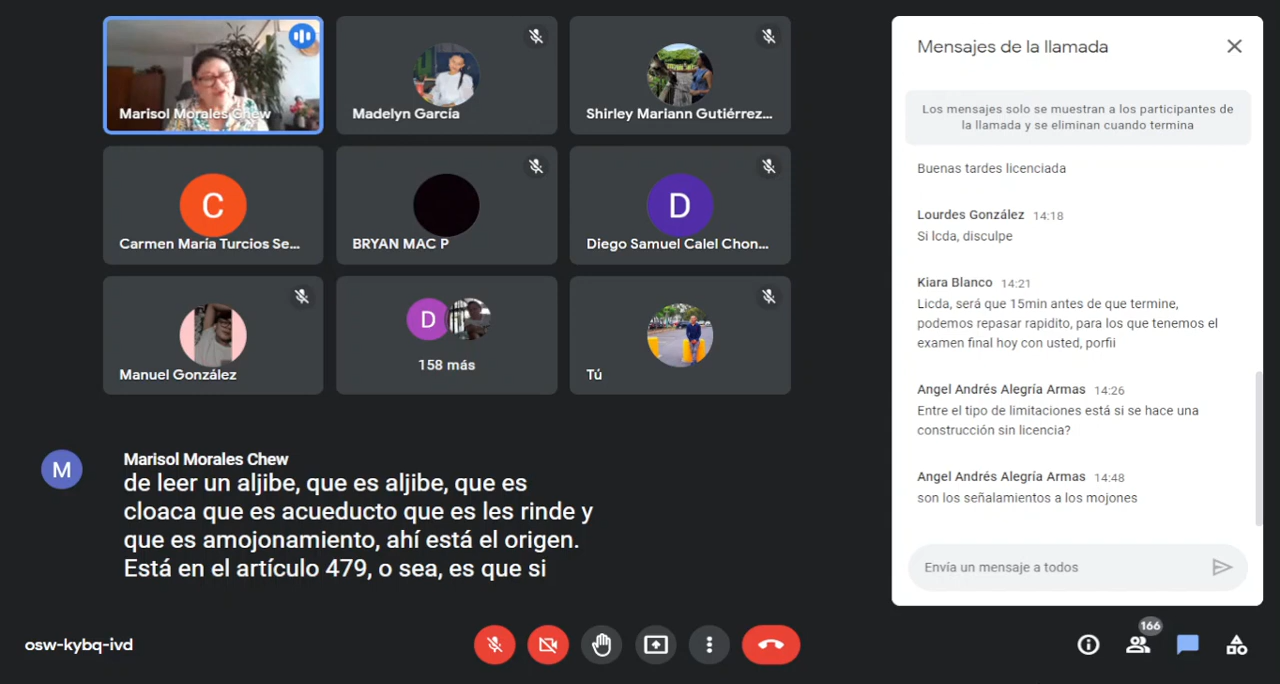 Marisol Morales Chew
Madelyn García
Shirley Mariann Gutiérrez...
C
Carmen María Turcios Se...
BRYAN MAC P
D
Diego Samuel Calel Chon...
Manuel González
D
158 más
Tú
M
Marisol Morales Chew
de leer un aljibe, que es aljibe, que es
cloaca que es acueducto que es les rinde y
que es amojonamiento, ahí está el origen.
Está en el artículo 479, o sea, es que si
osw-kybq-ivd
Mensajes de la llamada
Los mensajes solo se muestran a los participantes de
la llamada y se eliminan cuando termina
Buenas tardes licenciada
Lourdes González 14:18
Si lcda, disculpe
Kiara Blanco 14:21
Licda, será que 15min antes de que termine,
podemos repasar rapidito, para los que tenemos el
examen final hoy con usted, porfii
Angel Andrés Alegría Armas 14:26
Entre el tipo de limitaciones está si se hace una
construcción sin licencia?
Angel Andrés Alegría Armas 14:48
son los señalamientos a los mojones
Envía un mensaje a todos
166